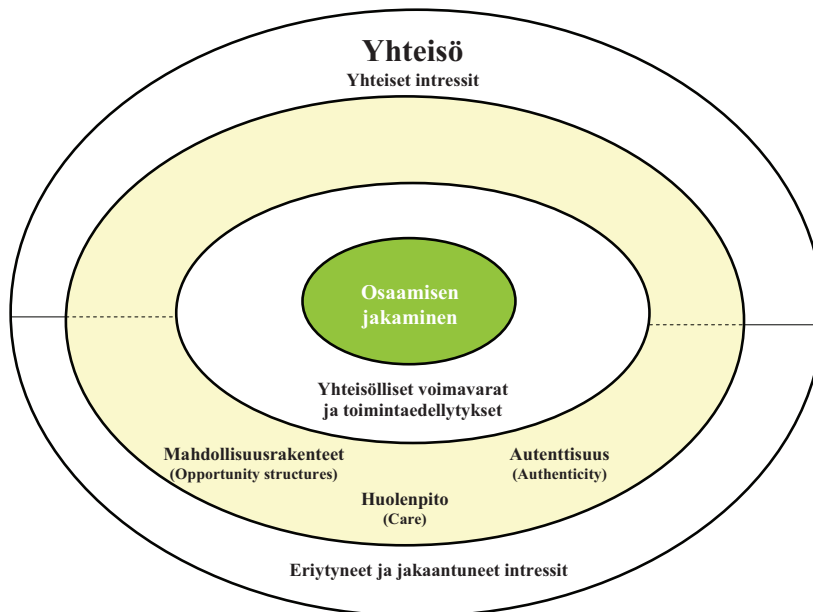 Yhteisö
Yhteiset intressit
Osaamisen
jakaminen
Yhteisölliset voimavarat
ja toimintaedellytykset
Mahdollisuusrakenteet
(Opportunity structures)
Autenttisuus
(Authenticity)
Huolenpito
(Care)
Eriytyneet ja jakaantuneet intressit